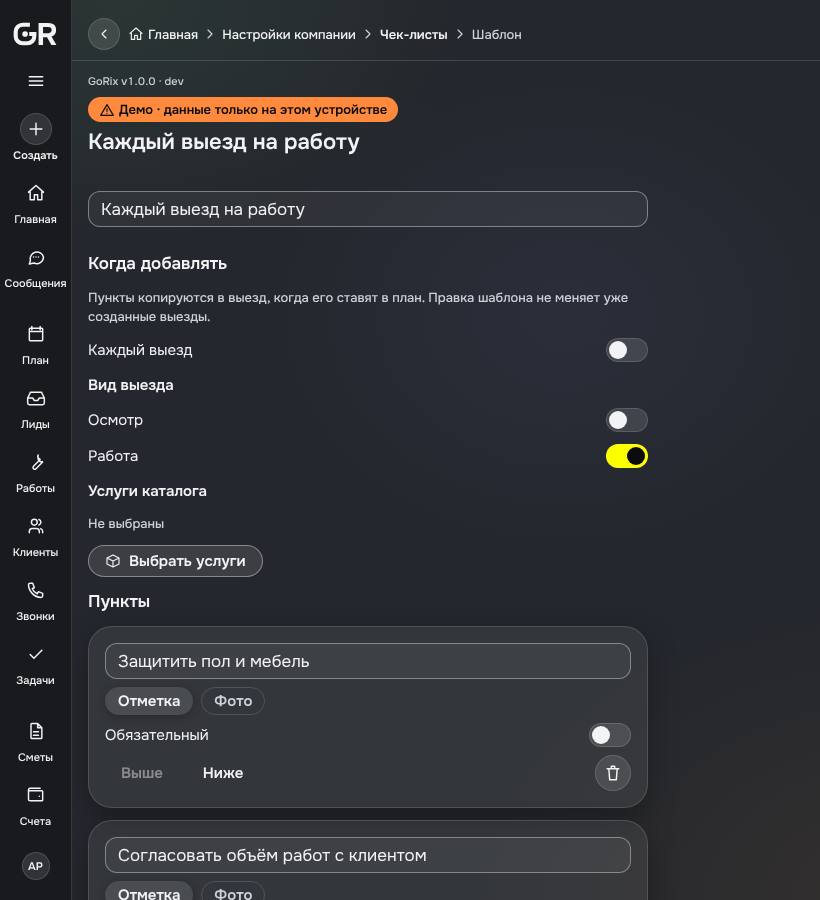 GR
Главная
Настройки компании
Чек-листы
Шаблон
GoRix v1.0.0 · dev
Демо · данные только на этом устройстве
Каждый выезд на работу
Каждый выезд на работу
Когда добавлять
Пункты копируются в выезд, когда его ставят в план. Правка шаблона не меняет уже
созданные выезды.
Каждый выезд
Вид выезда
Осмотр
Работа
Услуги каталога
Не выбраны
Выбрать услуги
Пункты
Защитить пол и мебель
Отметка
Фото
Обязательный
Выше
Ниже
Согласовать объём работ с клиентом
Отметка
Фото
Создать
Главная
Сообщения
План
Лиды
Работы
Клиенты
Звонки
Задачи
Сметы
Счета
АР